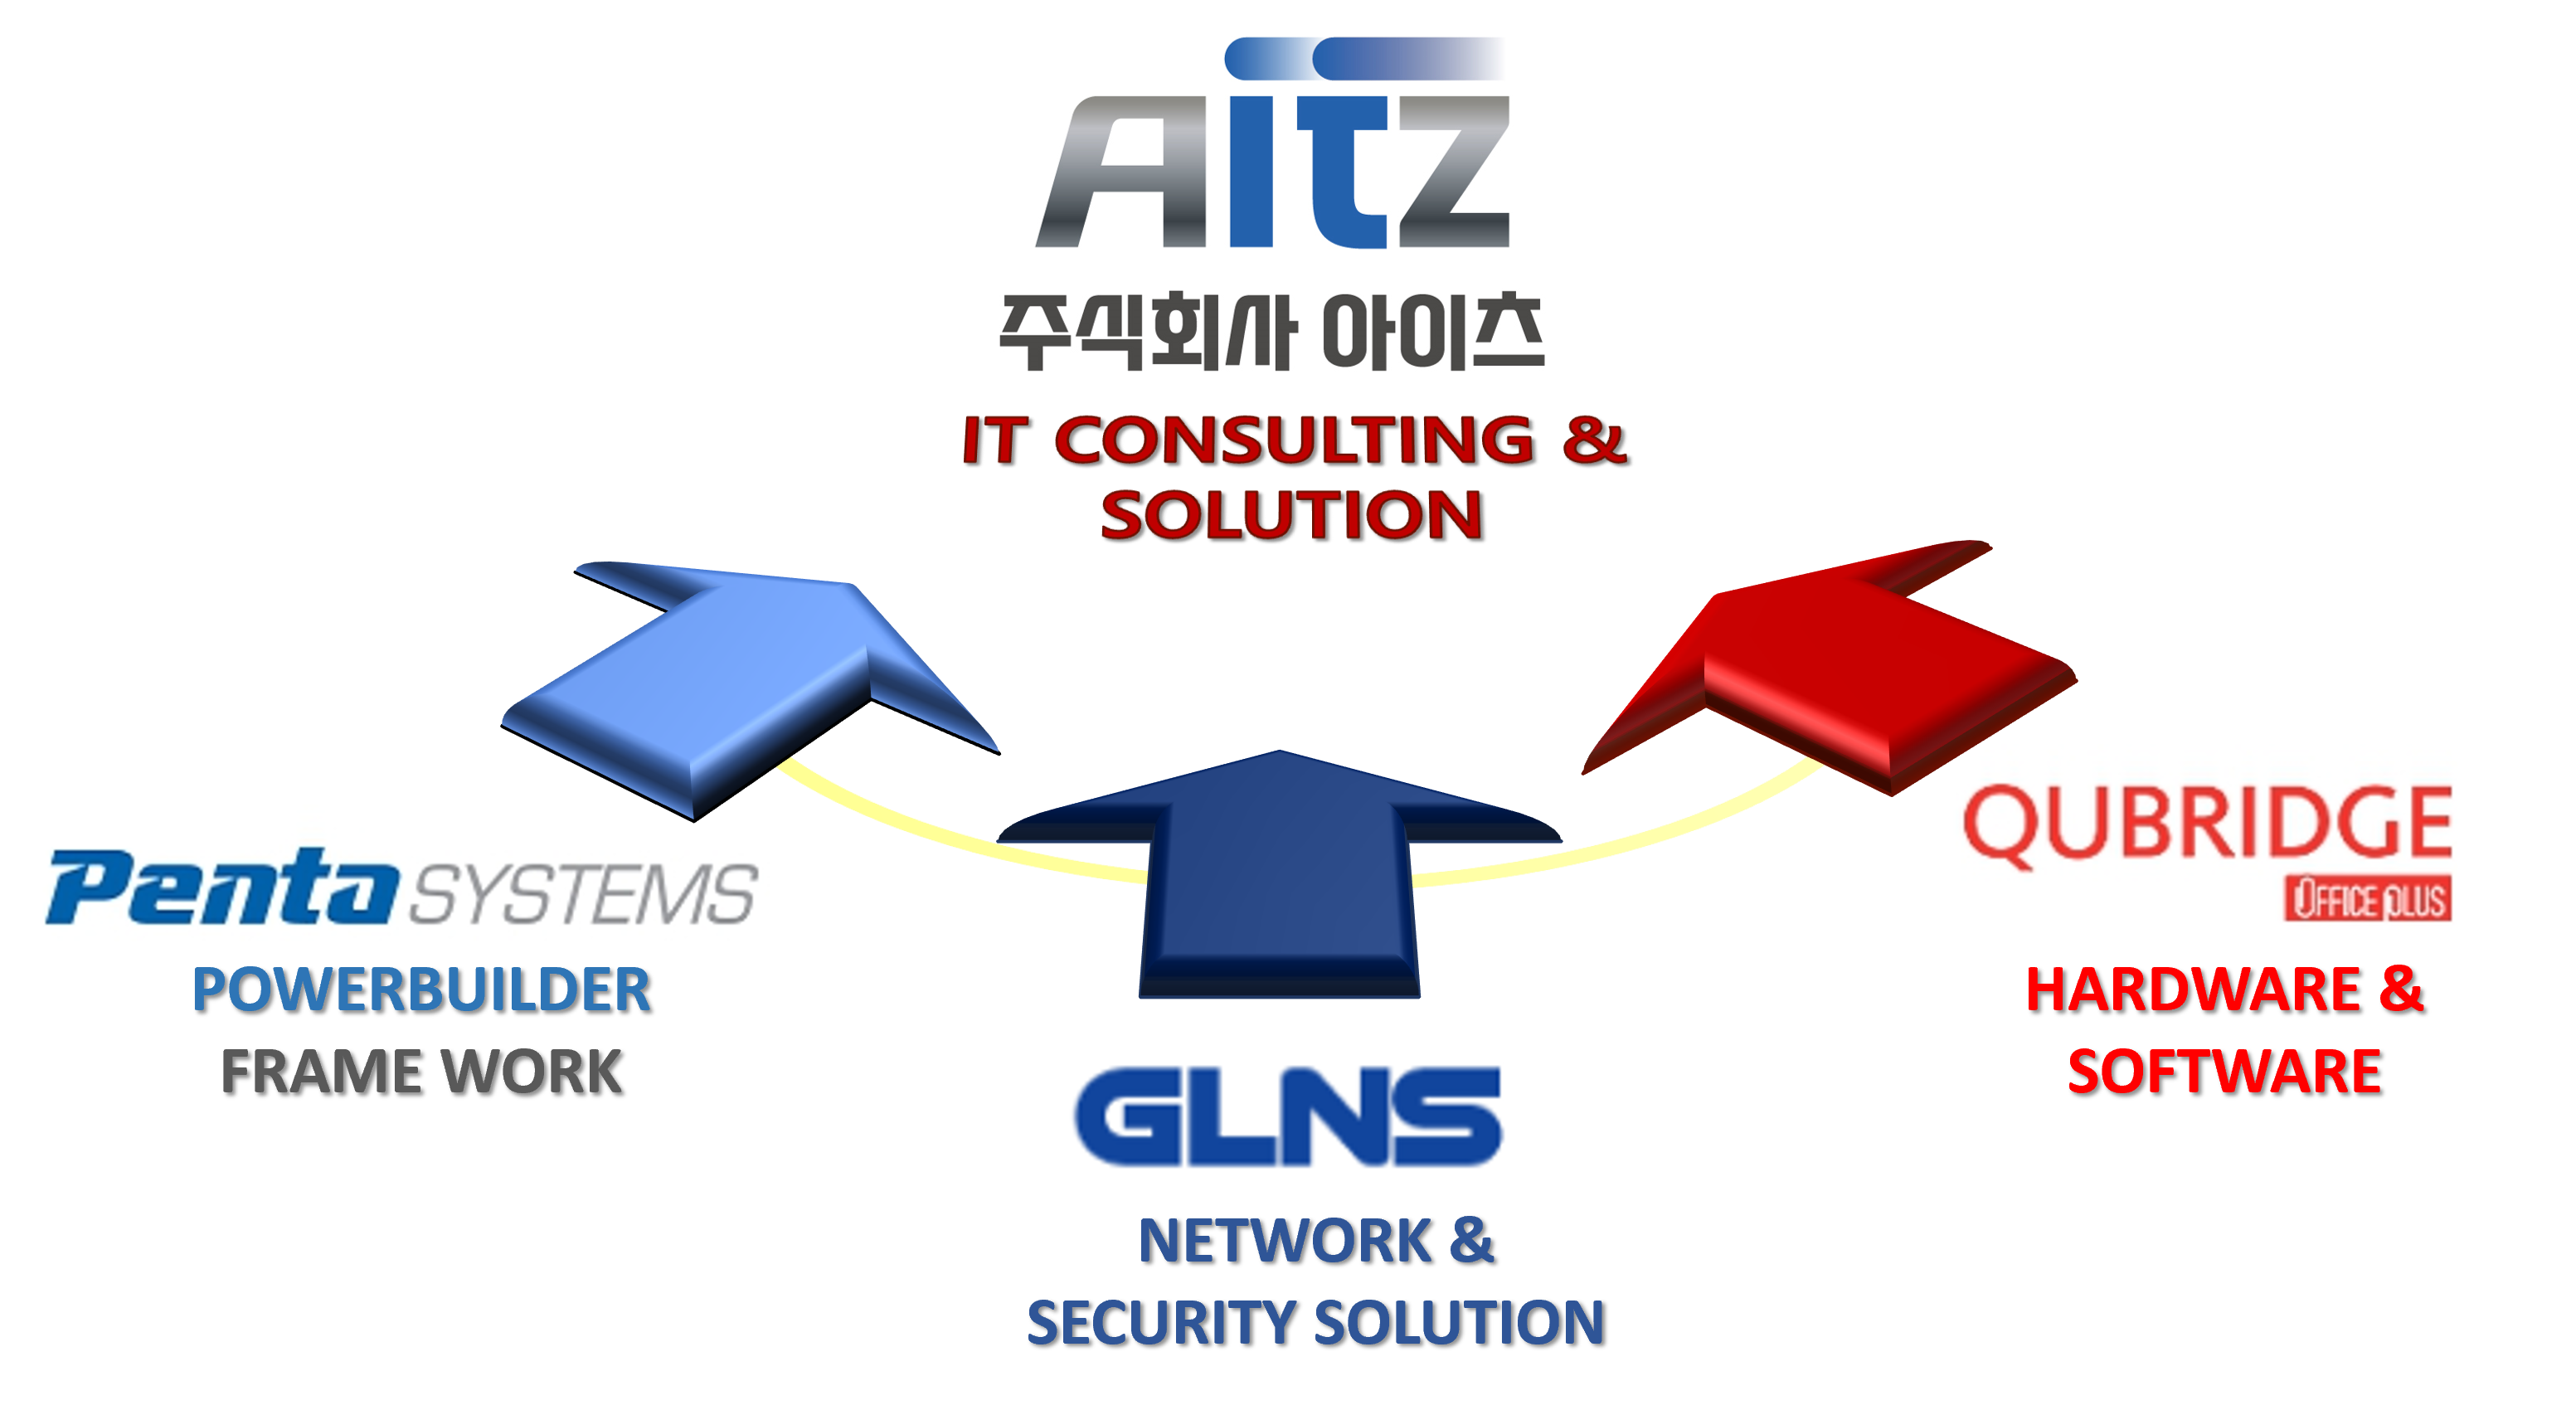 AITZ
주식회사 아이츠
IT CONSULTING &
SOLUTION
Penta SYSTEMS
POWERBUILDER
FRAME WORK
GLNS
NETWORK &
SECURITY SOLUTION
QUBRIDGE
OFFICE PLUS
HARDWARE &
SOFTWARE